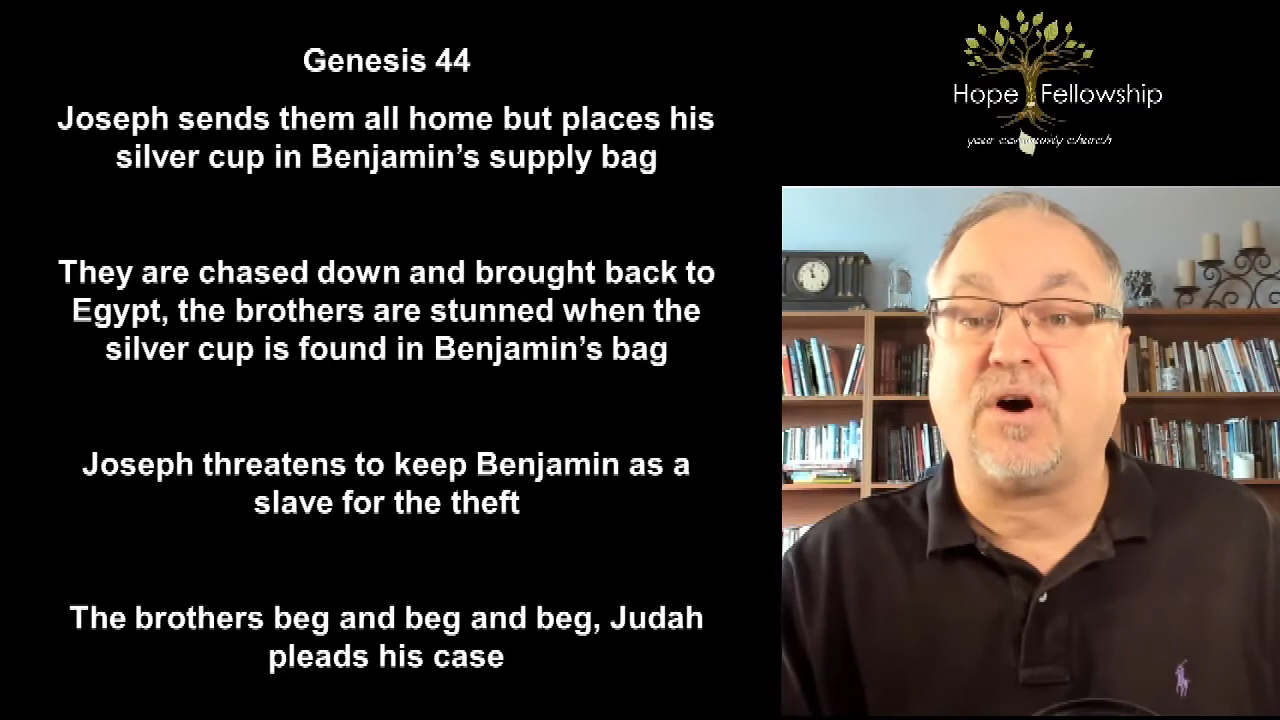 Genesis 44
Joseph sends them all home but places his
silver cup in Benjamin’s supply bag
They are chased down and brought back to
Egypt, the brothers are stunned when the
silver cup is found in Benjamin’s bag
Joseph threatens to keep Benjamin as a
slave for the theft
The brothers beg and beg and beg, Judah
pleads his case
Hope Fellowship
your community church